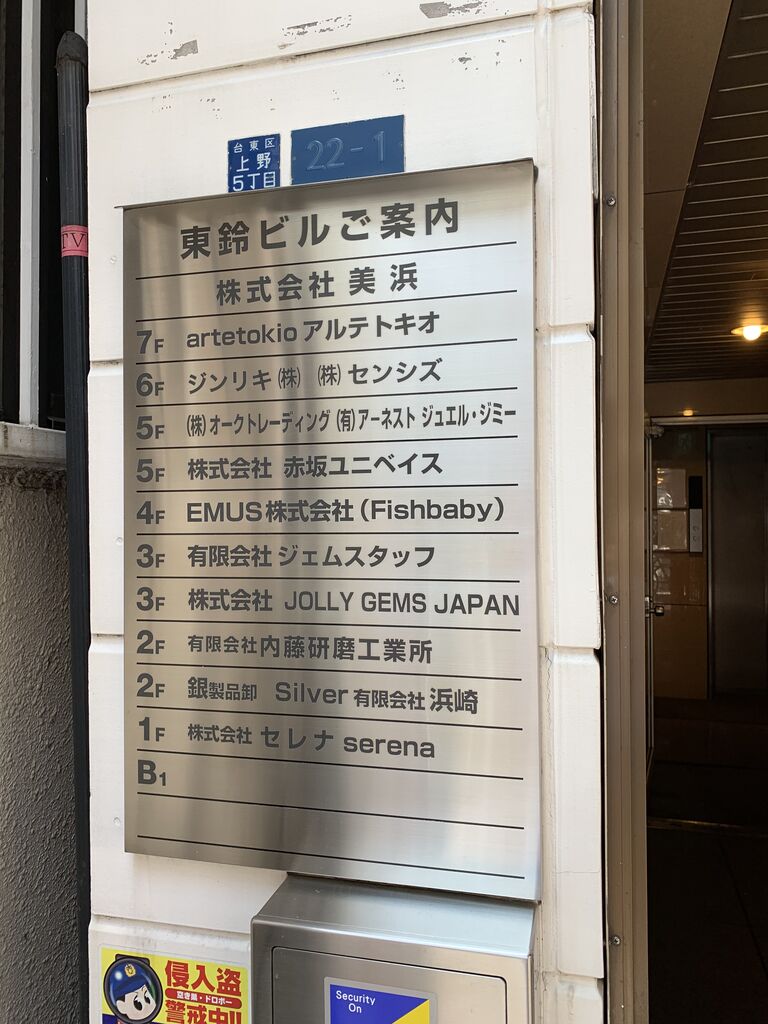 台東区
上野
5丁目
22-1
TV
東鈴ビルご案内
株式会社 美浜
7F artetokio アルテトキオ
6F ジンリキ㈱ ㈱センシズ
5F ㈱オークトレーディング ㈲アーネスト ジュエル・ジミー
5F 株式会社 赤坂ユニベイス
4F EMUS株式会社(Fishbaby)
3F 有限会社 ジェムスタッフ
3F 株式会社 JOLLY GEMS JAPAN
2F 有限会社 内藤研磨工業所
2F 銀製品卸 Silver 有限会社 浜崎
1F 株式会社 セレナ serena
B1
侵入盗
空き巣・ドロボー
警戒中!!
Security
On